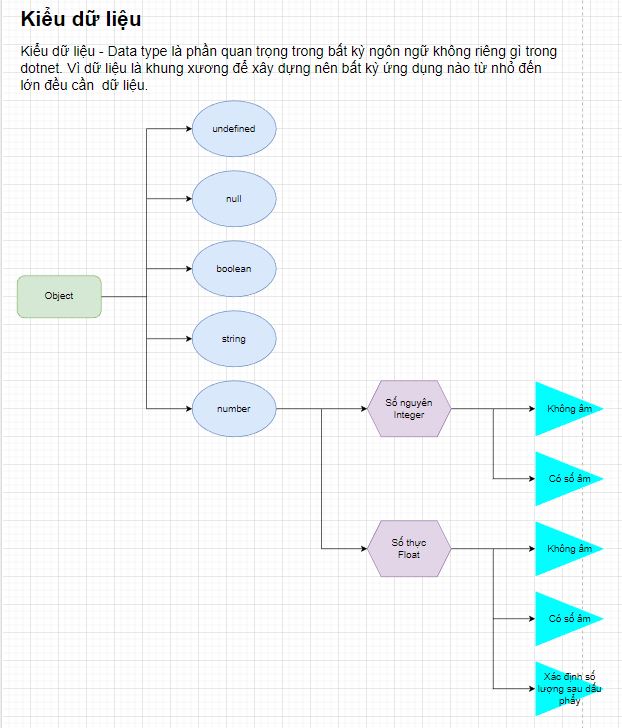 Kiểu dữ liệu
Kiểu dữ liệu - Data type là phần quan trọng trong bất kỳ ngôn ngữ không riêng gì trong
dotnet. Vì dữ liệu là khung xương để xây dựng nên bất kỳ ứng dụng nào từ nhỏ đến
lớn đều cần dữ liệu.
undefined
null
boolean
Object
string
number
Số nguyên
Integer
Không âm
Có số âm
Số thực
Float
Không âm
Có số âm
Xác định số
lượng sau dấu
phẩy